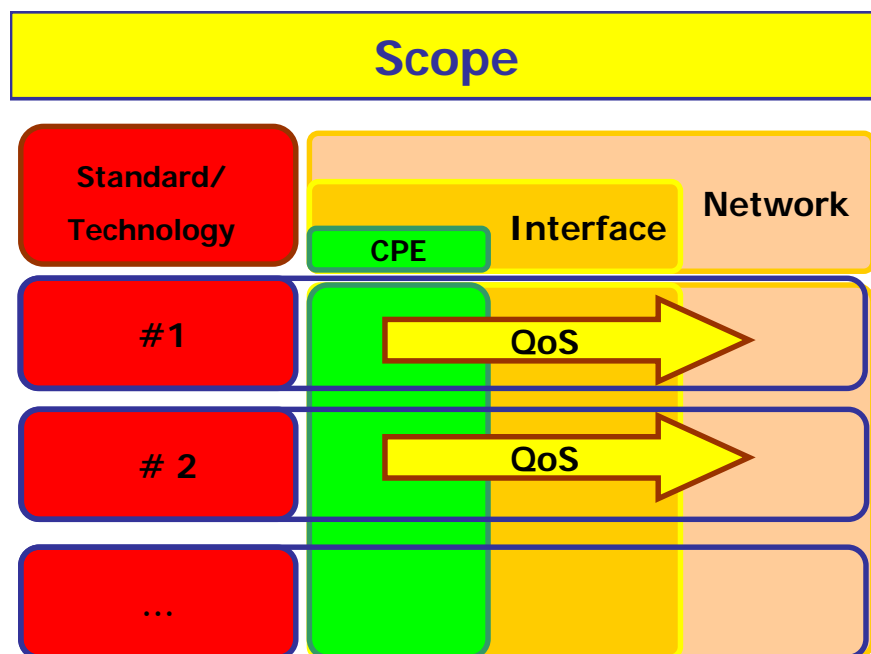 Scope
Standard/
Technology
CPE
Interface
Network
#1
QoS
# 2
QoS
...